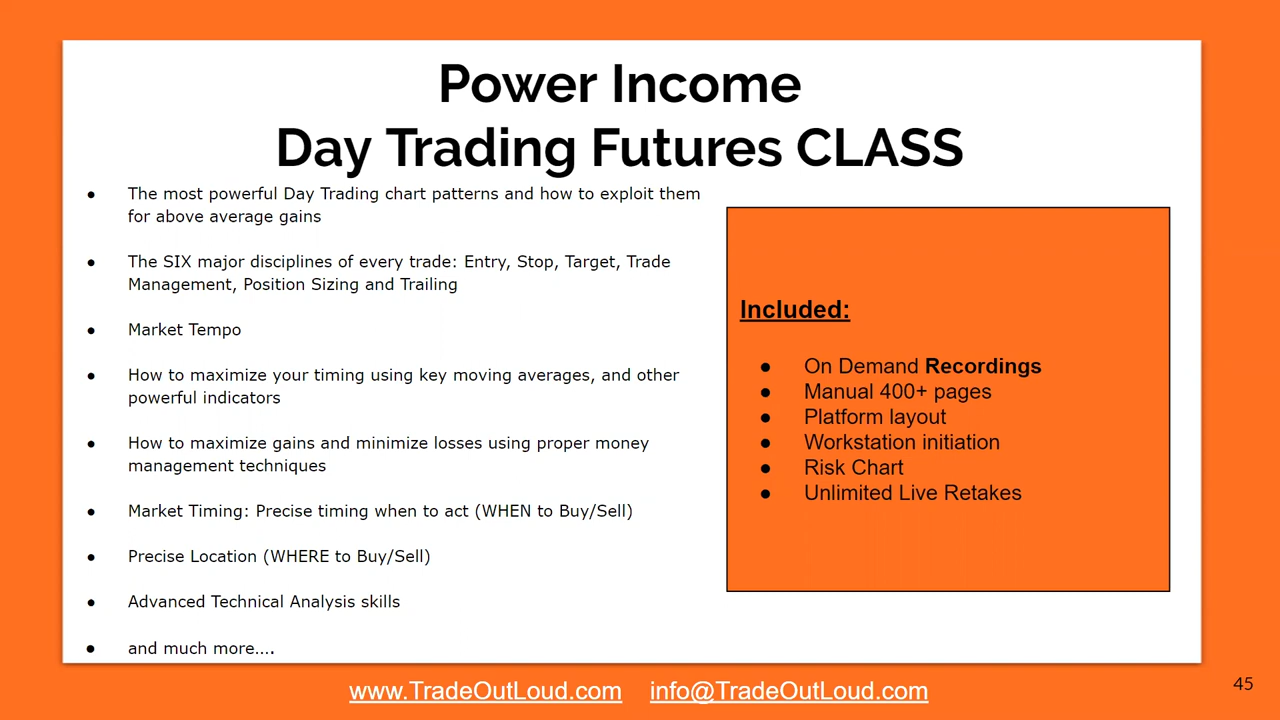 Power Income
Day Trading Futures CLASS
● The most powerful Day Trading chart patterns and how to exploit them
for above average gains
● The SIX major disciplines of every trade: Entry, Stop, Target, Trade
Management, Position Sizing and Trailing
● Market Tempo
● How to maximize your timing using key moving averages, and other
powerful indicators
● How to maximize gains and minimize losses using proper money
management techniques
● Market Timing: Precise timing when to act (WHEN to Buy/Sell)
● Precise Location (WHERE to Buy/Sell)
● Advanced Technical Analysis skills
● and much more....
Included:
● On Demand Recordings
● Manual 400+ pages
● Platform layout
● Workstation initiation
● Risk Chart
● Unlimited Live Retakes
www.TradeOutLoud.com info@TradeOutLoud.com
45